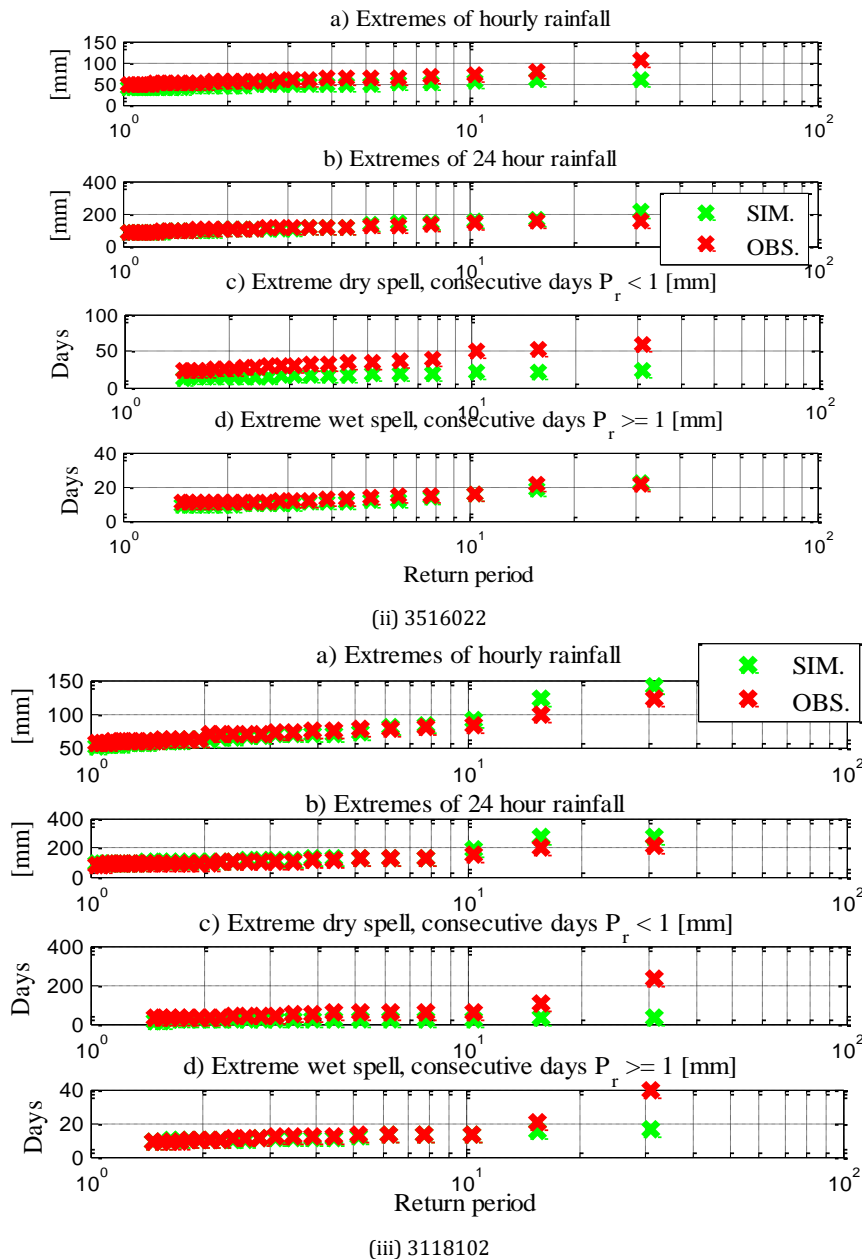 a) Extremes of hourly rainfall
150
100
50
0
[mm]
10^0
10^1
10^2
b) Extremes of 24 hour rainfall
400
200
0
[mm]
SIM.
OBS.
10^0
10^1
10^2
c) Extreme dry spell, consecutive days P_r < 1 [mm]
100
50
0
Days
10^0
10^1
10^2
d) Extreme wet spell, consecutive days P_r >= 1 [mm]
40
20
0
Days
10^0
10^1
10^2
Return period
(ii) 3516022
a) Extremes of hourly rainfall
SIM.
OBS.
150
100
50
[mm]
10^0
10^1
10^2
b) Extremes of 24 hour rainfall
400
200
0
[mm]
10^0
10^1
10^2
c) Extreme dry spell, consecutive days P_r < 1 [mm]
400
200
0
Days
10^0
10^1
10^2
d) Extreme wet spell, consecutive days P_r >= 1 [mm]
40
20
0
Days
10^0
10^1
10^2
Return period
(iii) 3118102